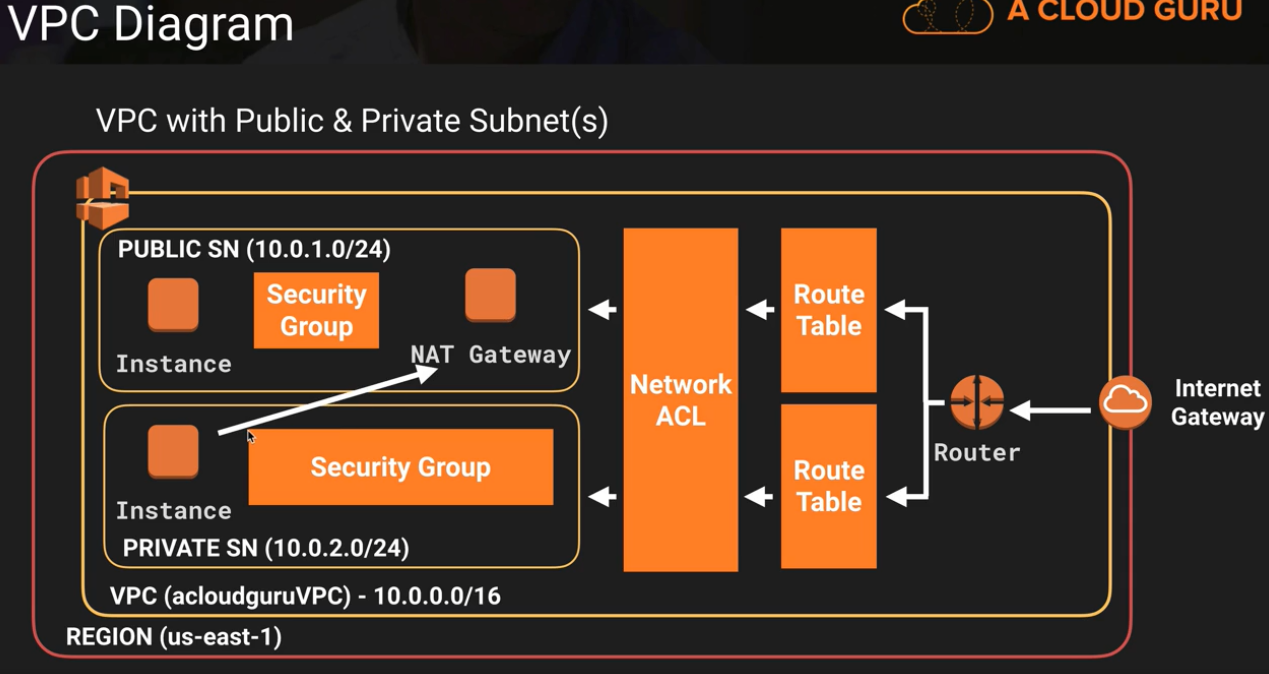 VPC Diagram
A CLOUD GURU
VPC with Public & Private Subnet(s)
PUBLIC SN (10.0.1.0/24)
Security
Group
Instance
NAT Gateway
Security Group
Instance
PRIVATE SN (10.0.2.0/24)
VPC (acloudguruVPC) - 10.0.0.0/16
REGION (us-east-1)
Network
ACL
Route
Table
Route
Table
Router
Internet
Gateway